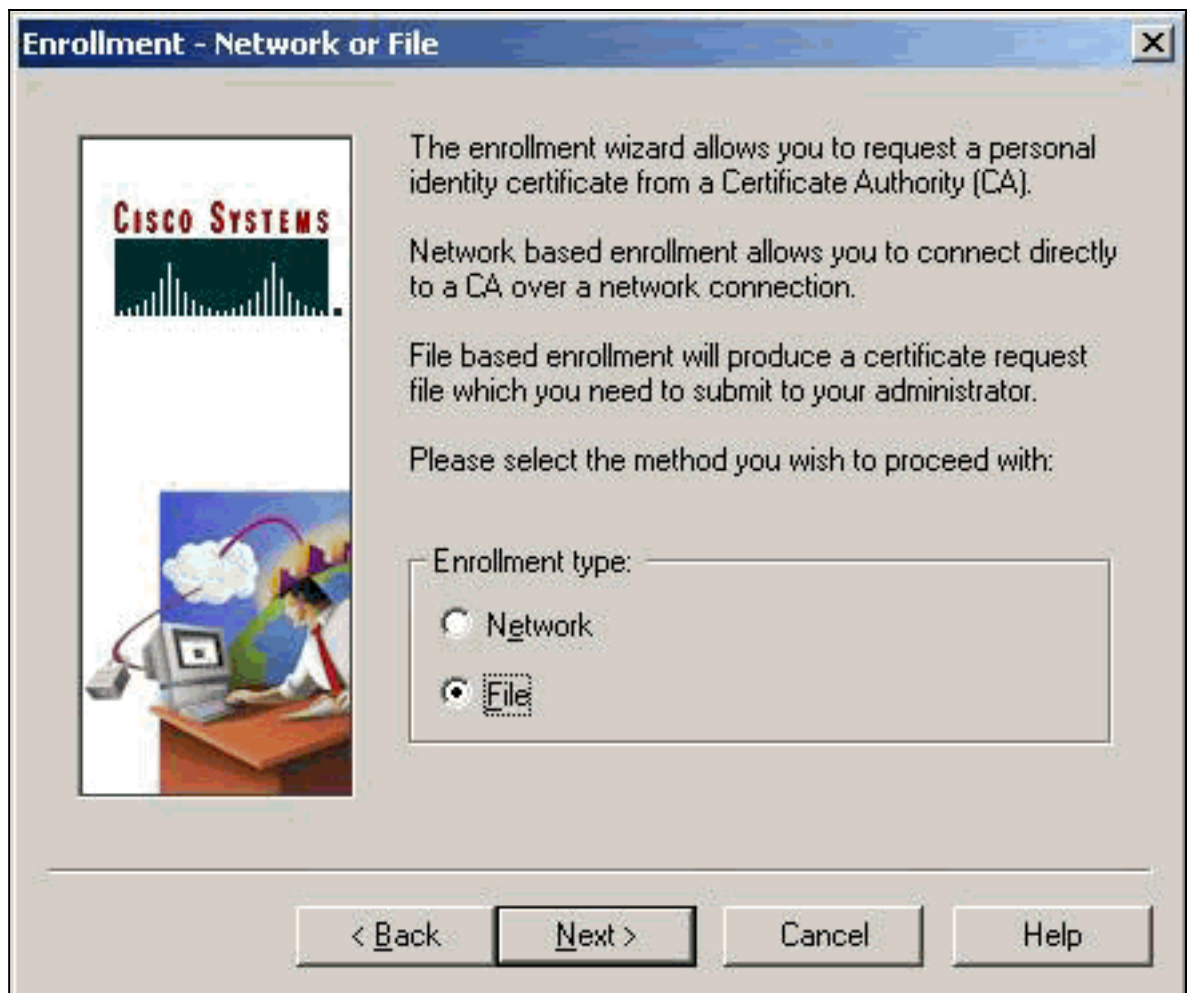 Enrollment - Network or File
CISCO SYSTEMS
The enrollment wizard allows you to request a personal
identity certificate from a Certificate Authority (CA).
Network based enrollment allows you to connect directly
to a CA over a network connection.
File based enrollment will produce a certificate request
file which you need to submit to your administrator.
Please select the method you wish to proceed with:
Enrollment type:
Network
File
< Back
Next >
Cancel
Help